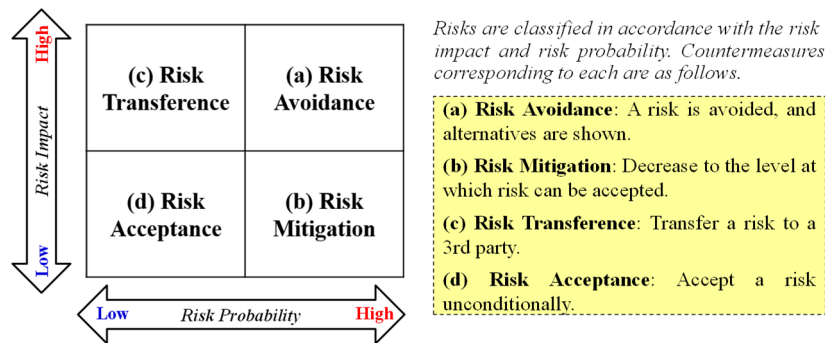 High
Risk Impact
Low
(c) Risk
Transference
(a) Risk
Avoidance
(d) Risk
Acceptance
(b) Risk
Mitigation
Low
Risk Probability
High
Risks are classified in accordance with the risk
impact and risk probability. Countermeasures
corresponding to each are as follows.
(a) Risk Avoidance: A risk is avoided, and
alternatives are shown.
(b) Risk Mitigation: Decrease to the level at
which risk can be accepted.
(c) Risk Transference: Transfer a risk to a
3rd party.
(d) Risk Acceptance: Accept a risk
unconditionally.